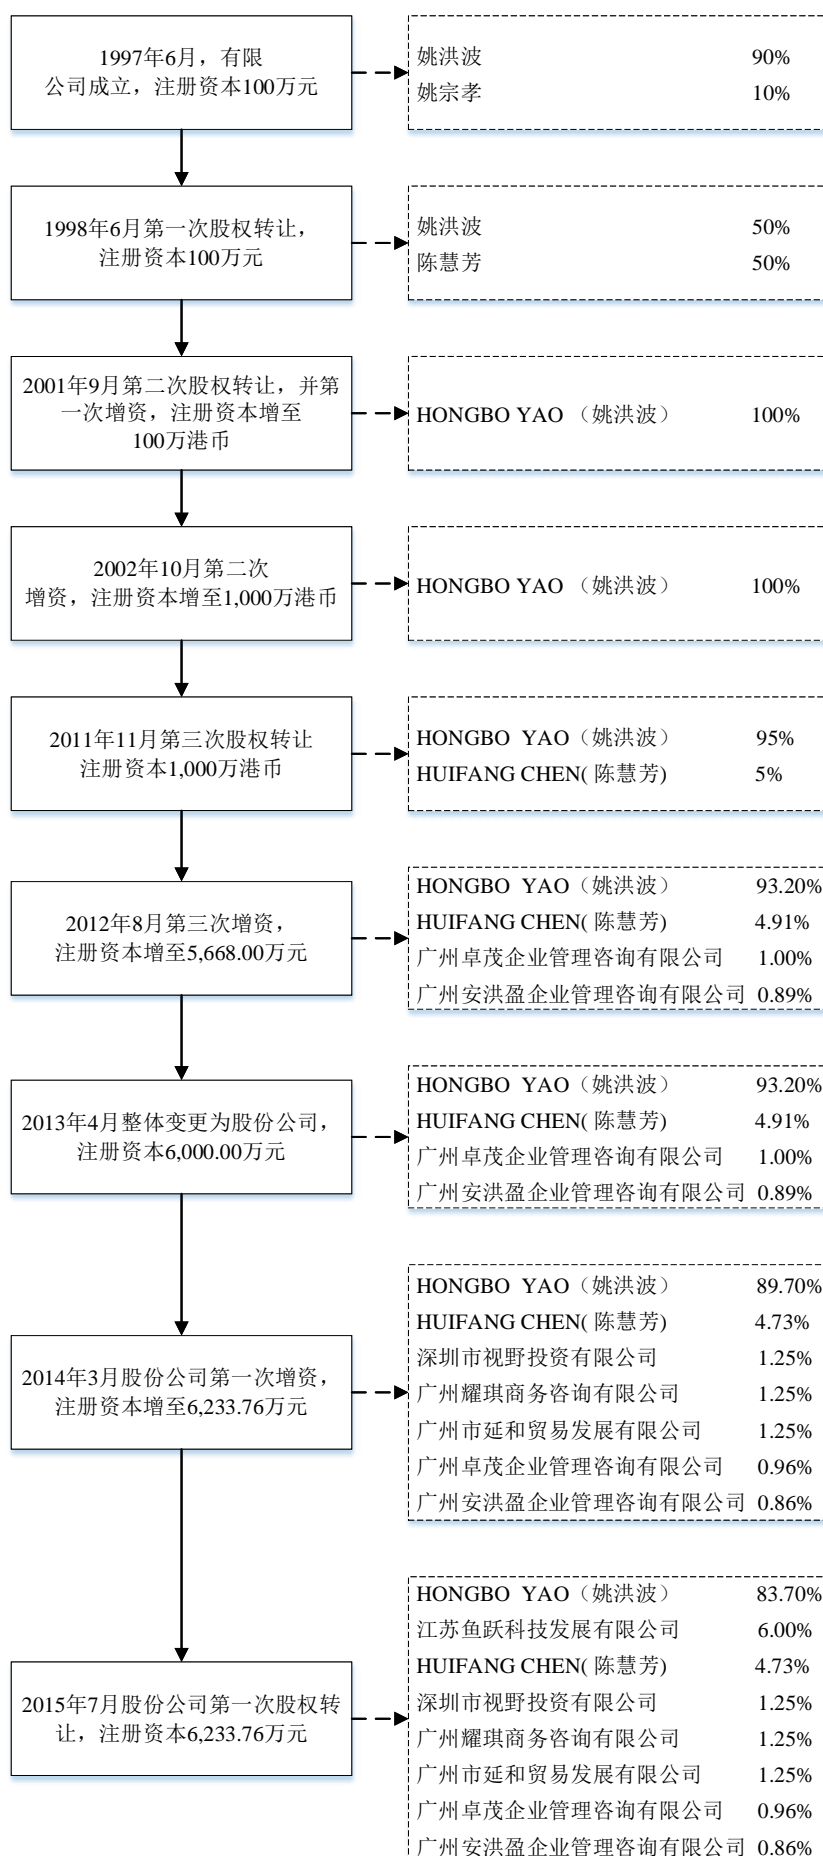 1997年6月，有限
公司成立，注册资本100万元
姚洪波 90%
姚宗孝 10%
1998年6月第一次股权转让，
注册资本100万元
姚洪波 50%
陈慧芳 50%
2001年9月第二次股权转让，并第
一次增资，注册资本增至
100万港币
HONGBO YAO （姚洪波） 100%
2002年10月第二次
增资，注册资本增至1,000万港币
HONGBO YAO （姚洪波） 100%
2011年11月第三次股权转让
注册资本1,000万港币
HONGBO YAO（姚洪波） 95%
HUIFANG CHEN( 陈慧芳) 5%
2012年8月第三次增资，
注册资本增至5,668.00万元
HONGBO YAO（姚洪波） 93.20%
HUIFANG CHEN( 陈慧芳) 4.91%
广州卓茂企业管理咨询有限公司 1.00%
广州安洪盈企业管理咨询有限公司 0.89%
2013年4月整体变更为股份公司，
注册资本6,000.00万元
HONGBO YAO（姚洪波） 93.20%
HUIFANG CHEN( 陈慧芳) 4.91%
广州卓茂企业管理咨询有限公司 1.00%
广州安洪盈企业管理咨询有限公司 0.89%
2014年3月股份公司第一次增资，
注册资本增至6,233.76万元
HONGBO YAO（姚洪波） 89.70%
HUIFANG CHEN( 陈慧芳) 4.73%
深圳市视野投资有限公司 1.25%
广州耀琪商务咨询有限公司 1.25%
广州市延和贸易发展有限公司 1.25%
广州卓茂企业管理咨询有限公司 0.96%
广州安洪盈企业管理咨询有限公司 0.86%
2015年7月股份公司第一次股权转
让，注册资本6,233.76万元
HONGBO YAO（姚洪波） 83.70%
江苏鱼跃科技发展有限公司 6.00%
HUIFANG CHEN( 陈慧芳) 4.73%
深圳市视野投资有限公司 1.25%
广州耀琪商务咨询有限公司 1.25%
广州市延和贸易发展有限公司 1.25%
广州卓茂企业管理咨询有限公司 0.96%
广州安洪盈企业管理咨询有限公司 0.86%